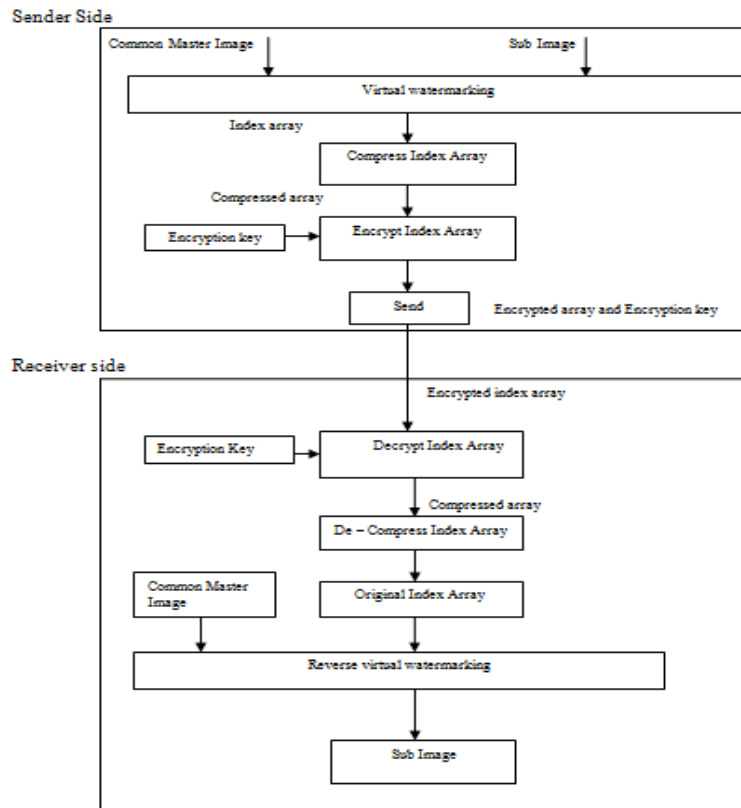 Sender Side
Common Master Image
Sub Image
Virtual watermarking
Index array
Compress Index Array
Compressed array
Encryption key
Encrypt Index Array
Send
Encrypted array and Encryption key
Receiver side
Encrypted index array
Encryption Key
Decrypt Index Array
Compressed array
De – Compress Index Array
Common Master
Image
Original Index Array
Reverse virtual watermarking
Sub Image